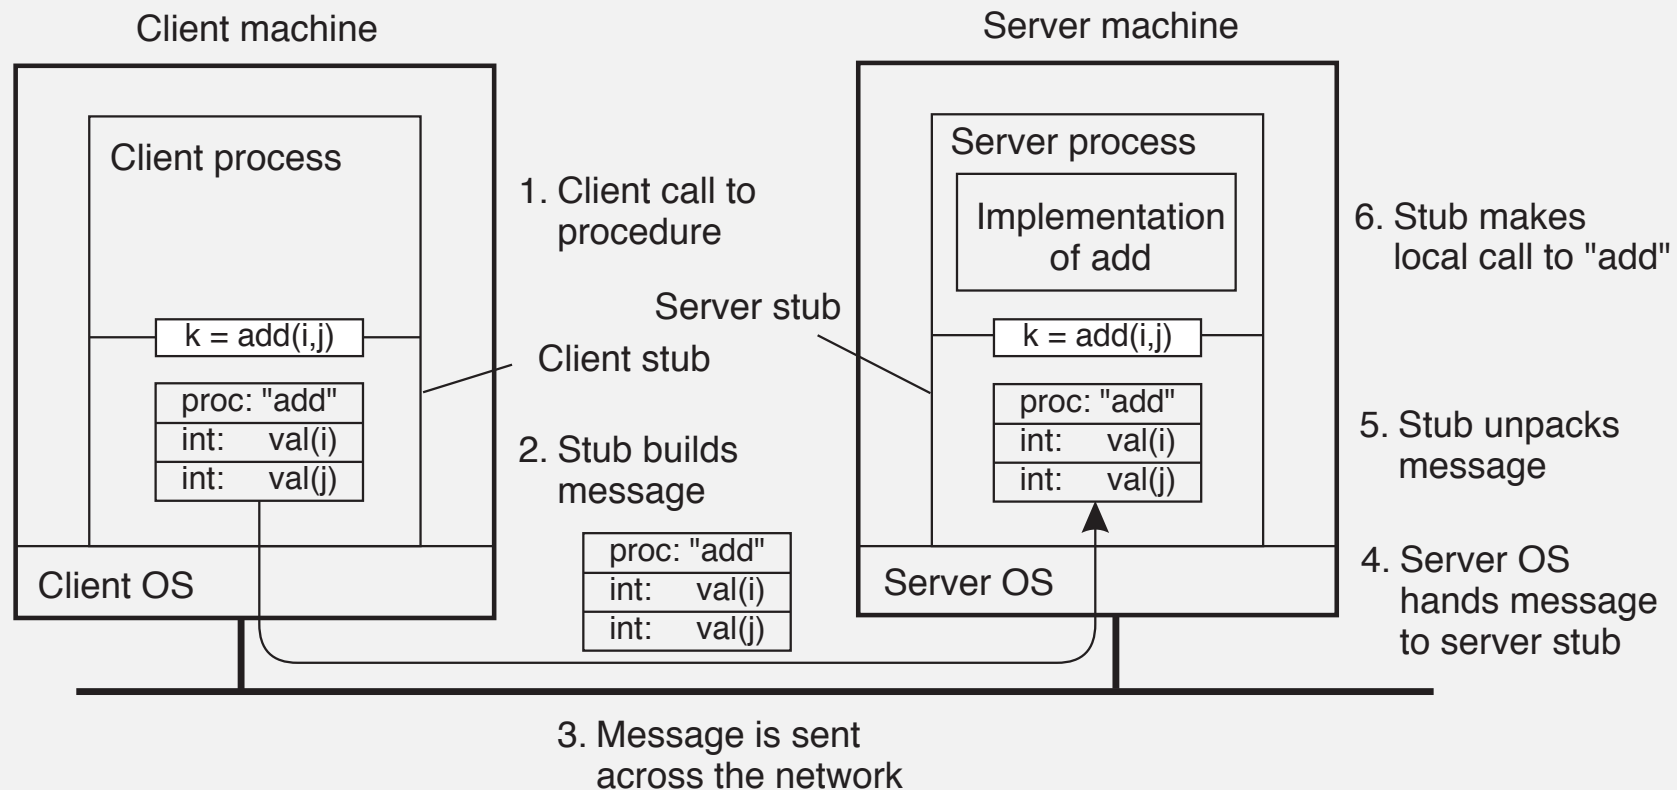 Client machine
Client process
k = add(i,j)
proc: "add"
int: val(i)
int: val(j)
Client OS
1. Client call to
procedure
Server stub
Client stub
2. Stub builds
message
proc: "add"
int: val(i)
int: val(j)
3. Message is sent
across the network
Server machine
Server process
Implementation
of add
k = add(i,j)
proc: "add"
int: val(i)
int: val(j)
Server OS
6. Stub makes
local call to "add"
5. Stub unpacks
message
4. Server OS
hands message
to server stub